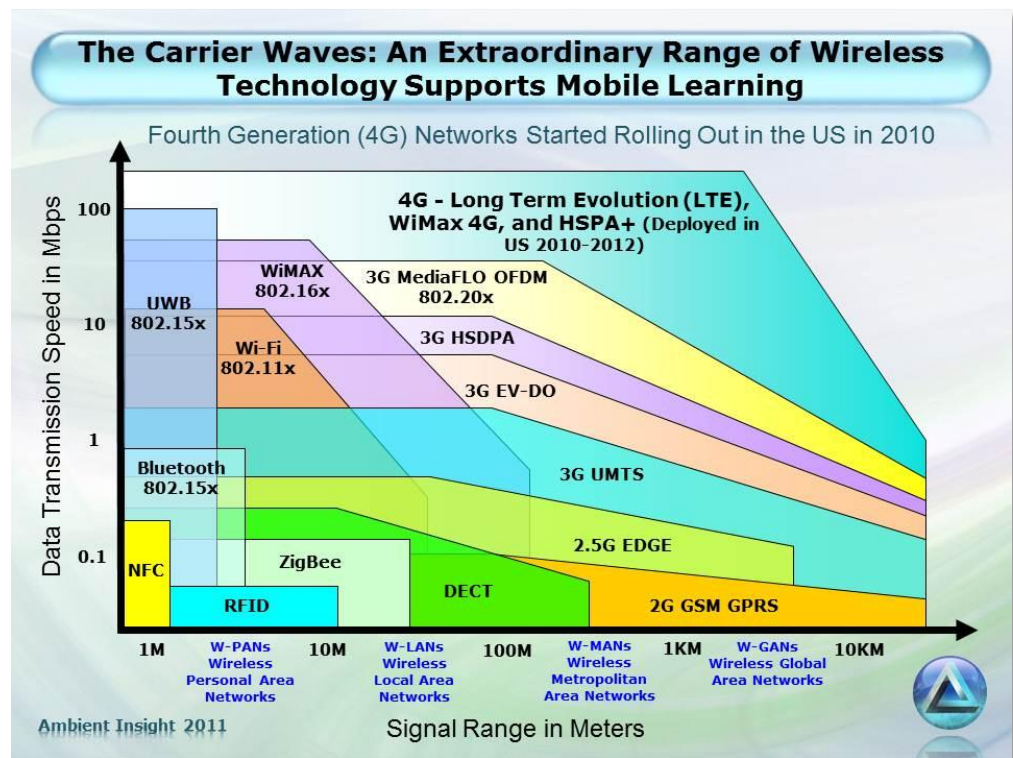 The Carrier Waves: An Extraordinary Range of Wireless
Technology Supports Mobile Learning
Fourth Generation (4G) Networks Started Rolling Out in the US in 2010
Data Transmission Speed in Mbps
100
10
1
0.1
4G - Long Term Evolution (LTE),
WiMax 4G, and HSPA+ (Deployed in
US 2010-2012)
WiMAX
802.16x
3G MediaFLO OFDM
802.20x
UWB
802.15x
3G HSDPA
Wi-Fi
802.11x
3G EV-DO
Bluetooth
802.15x
3G UMTS
2.5G EDGE
NFC
ZigBee
RFID
DECT
2G GSM GPRS
1M
W-PANs
Wireless
Personal Area
Networks
10M
W-LANs
Wireless
Local Area
Networks
100M
W-MANs
Wireless
Metropolitan
Area Networks
1KM
W-GANs
Wireless Global
Area Networks
10KM
Ambient Insight 2011
Signal Range in Meters